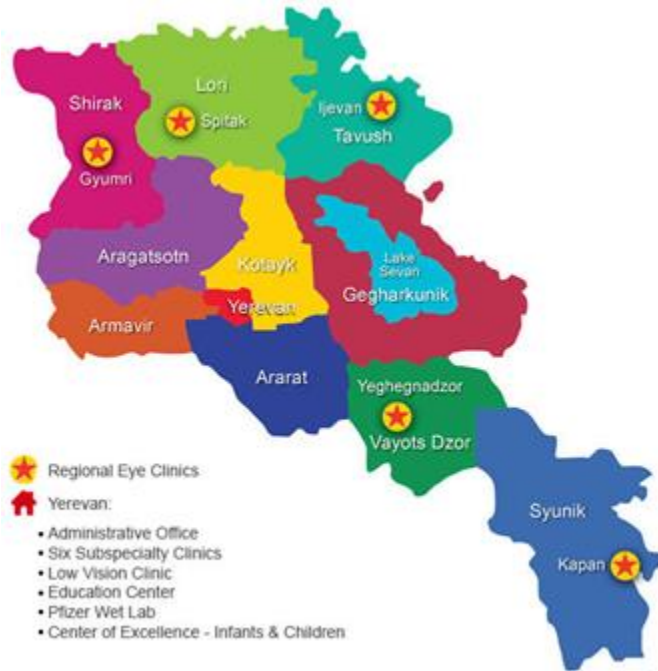 Lori
Shirak
Spitak
Ijevan
Tavush
Gyumri
Aragatsotn
Kotayk
Lake
Sevan
Gegharkunik
Yerevan
Armavir
Ararat
Yeghegnadzor
Vayots Dzor
Syunik
Kapan
Regional Eye Clinics
Yerevan:
• Administrative Office
• Six Subspecialty Clinics
• Low Vision Clinic
• Education Center
• Pfizer Wet Lab
• Center of Excellence - Infants & Children